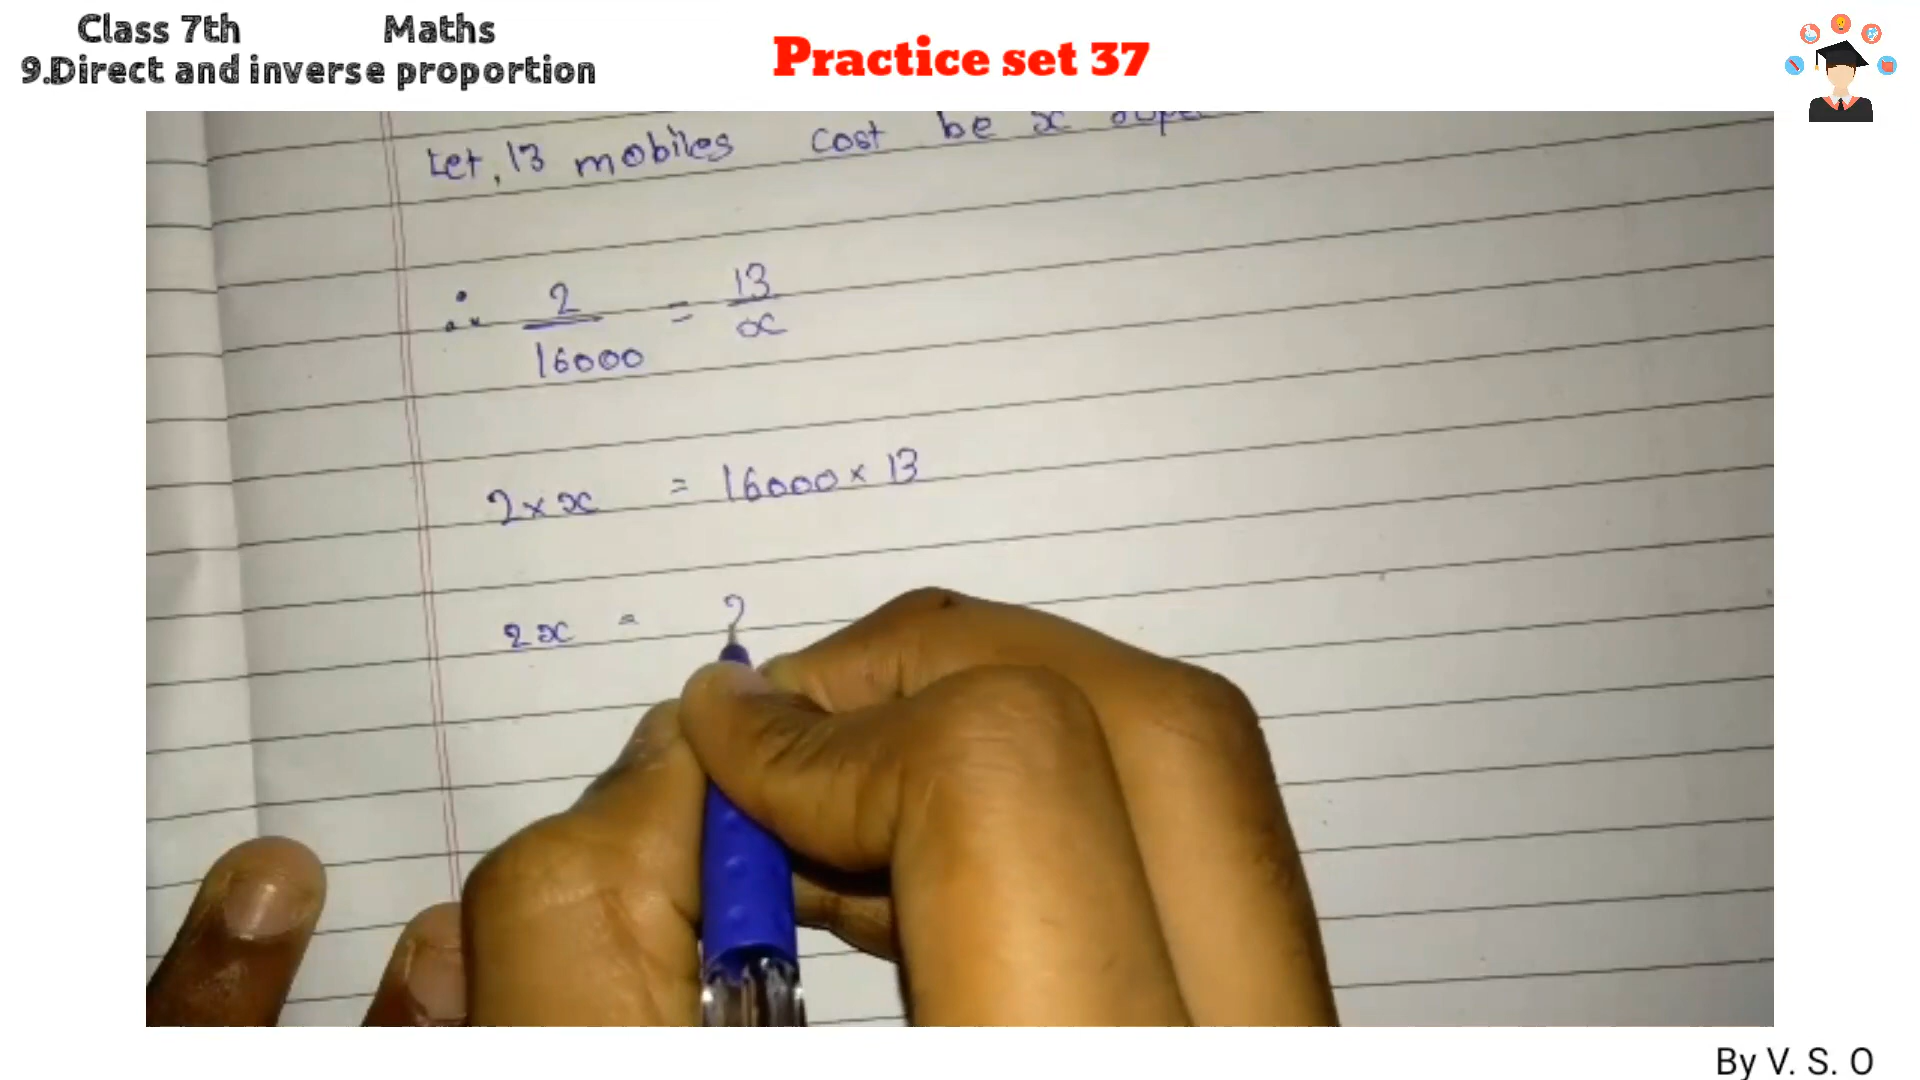 Class 7th Maths
9.Direct and inverse proportion
Practice set 37
Let, 13 mobiles cost be x
∴ 2/16000 = 13/x
2 × x = 16000 × 13
2x = 2
By V. S. O